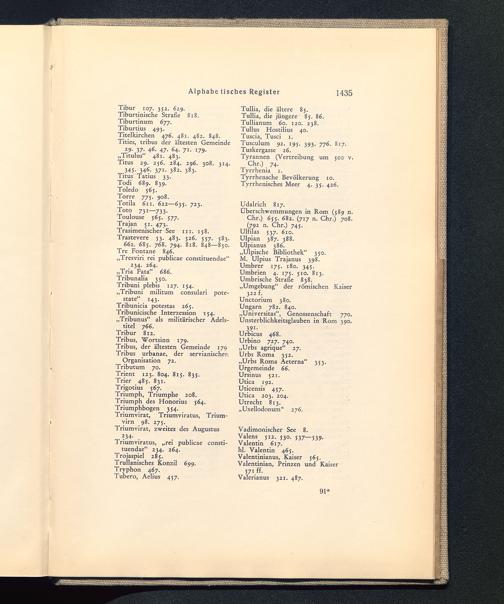 Alphabetisches Register 1435
Tibur 107. 352. 629.
Tiburtinische Straße 818.
Tiburtinum 677.
Tiburtius 493.
Titelkirchen 476. 481. 482. 848.
Tities, tribus der ältesten Gemeinde
29. 37. 46. 47. 64. 71. 179.
„Titulus“ 481. 483.
Titus 29. 256. 284. 296. 308. 314.
345. 346. 371. 382. 383.
Titus Tatius 33.
Todi 689. 839.
Toledo 565.
Torre 775. 908.
Totila 611. 622—635. 723.
Toto 731—733.
Toulouse 565. 577.
Trajan 51. 473.
Trasimenischer See 111. 158.
Trastevere 53. 483. 526. 557. 583.
662. 685. 768. 794. 818. 848—850.
Tre Fontane 846.
„Tresviri rei publicae constituendae“
234. 264.
„Tria Fata“ 686.
Tribunalia 350.
Tribuni plebis 127. 154.
„Tribuni militum consulari pote-
state“ 143.
Tribunicia potestas 265.
Tribunicische Interzession 154.
„Tribunus“ als militärischer Adels-
titel 766.
Tribur 812.
Tribus, Wortsinn 179.
Tribus, der ältesten Gemeinde 179
Tribus urbanae, der servianischen
Organisation 72.
Tributum 70.
Trient 123. 804. 815. 835.
Trier 485. 831.
Trigotius 567.
Triumph, Triumphe 208.
Triumph des Honorius 564.
Triumphbogen 354.
Triumvirat, Triumviratus, Trium-
virn 98. 275.
Triumvirat, zweites des Augustus
234.
Triumviratus, „rei publicae consti-
tuendae“ 234. 264.
Trojaspiel 285.
Trullanisches Konzil 699.
Tryphon 467.
Tubero, Aelius 457.
Tullia, die ältere 85.
Tullia, die jüngere 85. 86.
Tullianum 60. 120. 238.
Tullus Hostilius 40.
Tuscia, Tusci 1.
Tusculum 92. 195. 393. 776. 817.
Tuskergasse 26.
Tyrannen (Vertreibung um 500 v.
Chr.) 74.
Tyrrhenia 1.
Tyrrhensche Bevölkerung 10.
Tyrrhenisches Meer 4. 35. 426.
Udalrich 817.
Überschwemmungen in Rom (589 n.
Chr.) 655. 682. (717 n. Chr.) 708.
(792 n. Chr.) 745.
Ulfilas 537. 610.
Ulpian 387. 388.
Ulpianus 386.
„Ulpische Bibliothek“ 350.
M. Ulpius Trajanus 398.
Umbrer 175. 180. 345.
Umbrien 4. 175. 510. 813.
Umbrische Straße 858.
„Umgebung“ der römischen Kaiser
322 f.
Unctorium 380.
Ungarn 782. 840.
„Universitas“, Genossenschaft 770.
Unsterblichkeitsglauben in Rom 390.
391.
Urbicus 468.
Urbino 727. 740.
„Urbs agrique“ 27.
Urbs Roma 352.
„Urbs Roma Aeterna“ 353.
Urgemeinde 66.
Ursinus 521.
Utica 192.
Uticensis 457.
Utica 203. 204.
Utrecht 813.
„Uxellodonum“ 276.
Vadimonischer See 8.
Valens 512. 530. 537—539.
Valentin 617.
hl. Valentin 465.
Valentinianus, Kaiser 565.
Valentinian, Prinzen und Kaiser
571 ff.
Valerianus 321. 487.
91*